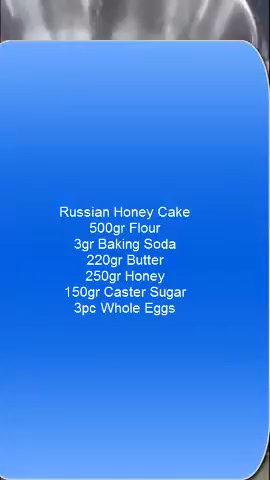 Russian Honey Cake
500gr Flour
3gr Baking Soda
220gr Butter
250gr Honey
150gr Caster Sugar
3pc Whole Eggs